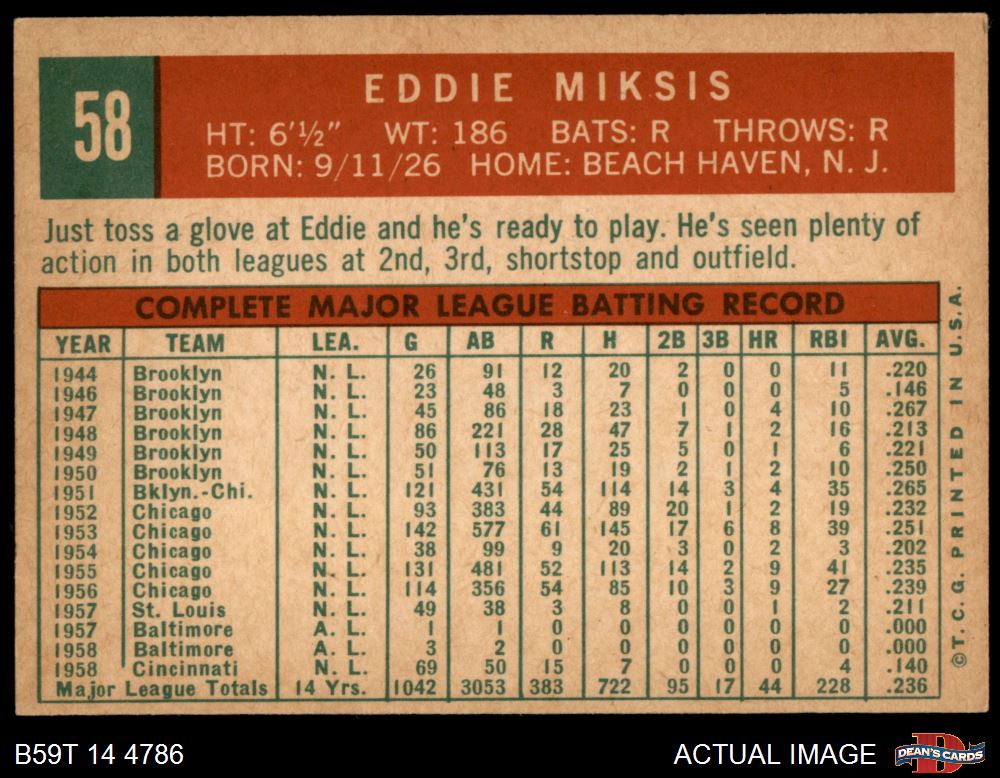 58
EDDIE MIKSIS
HT: 6'½" WT: 186 BATS: R THROWS: R
BORN: 9/11/26 HOME: BEACH HAVEN, N. J.
Just toss a glove at Eddie and he's ready to play. He's seen plenty of
action in both leagues at 2nd, 3rd, shortstop and outfield.
COMPLETE MAJOR LEAGUE BATTING RECORD
YEAR TEAM LEA. G AB R H 2B 3B HR RBI AVG.
1944 Brooklyn N. L. 26 91 12 20 2 0 0 11 .220
1946 Brooklyn N. L. 23 48 3 7 0 0 0 5 .146
1947 Brooklyn N. L. 45 86 18 23 1 0 4 10 .267
1948 Brooklyn N. L. 86 221 28 47 7 1 2 16 .213
1949 Brooklyn N. L. 50 113 17 25 5 0 1 6 .221
1950 Brooklyn N. L. 51 76 13 19 2 1 2 10 .250
1951 Bklyn.-Chi. N. L. 121 431 54 114 14 3 4 35 .265
1952 Chicago N. L. 93 383 44 89 20 1 2 19 .232
1953 Chicago N. L. 142 577 61 145 17 6 8 39 .251
1954 Chicago N. L. 38 99 9 20 3 0 2 3 .202
1955 Chicago N. L. 131 481 52 113 14 2 9 41 .235
1956 Chicago N. L. 114 356 54 85 10 3 9 27 .239
1957 St. Louis N. L. 49 38 3 8 0 0 1 2 .211
1957 Baltimore A. L. 1 1 0 0 0 0 0 0 .000
1958 Baltimore A. L. 3 2 0 0 0 0 0 0 .000
1958 Cincinnati N. L. 69 50 15 7 0 0 0 4 .140
Major League Totals 14 Yrs. 1042 3053 383 722 95 17 44 228 .236
©T. C. G. PRINTED IN U.S.A.
B59T 14 4786
ACTUAL IMAGE
DEAN'S CARDS